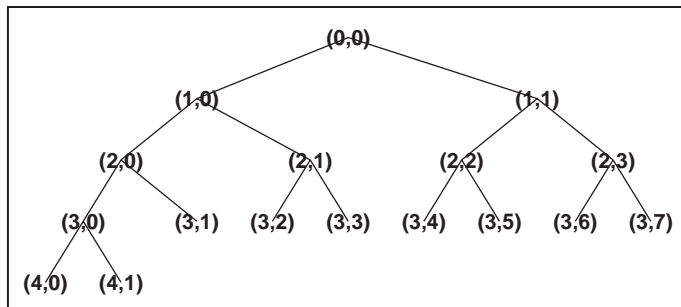 (0,0)
(1,0) (1,1)
(2,0) (2,1) (2,2) (2,3)
(3,0) (3,1) (3,2) (3,3) (3,4) (3,5) (3,6) (3,7)
(4,0) (4,1)